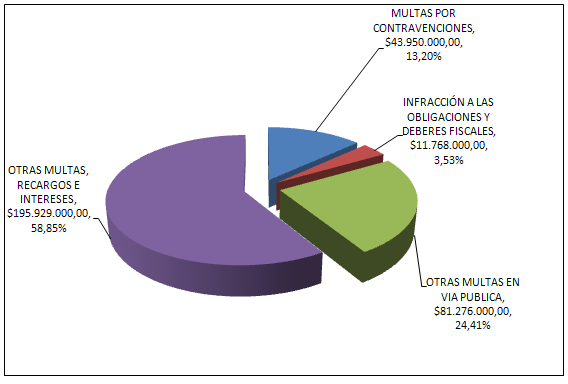 MULTAS POR
CONTRAVENCIONES,
$43.950.000,00,
13,20%
INFRACCIÓN A LAS
OBLIGACIONES Y
DEBERES FISCALES,
$11.768.000,00,
3,53%
OTRAS MULTAS EN
VIA PUBLICA,
$81.276.000,00,
24,41%
OTRAS MULTAS,
RECARGOS E
INTERESES,
$195.929.000,00,
58,85%